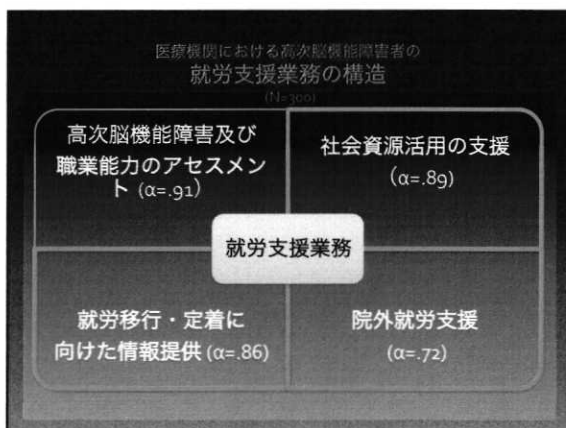 医療機関における高次脳機能障害者の
就労支援業務の構造
(N=300)
高次脳機能障害及び
職業能力のアセスメン
ト (α=.91)
社会資源活用の支援
(α=.89)
就労支援業務
就労移行・定着に
向けた情報提供 (α=.86)
院外就労支援
(α=.72)